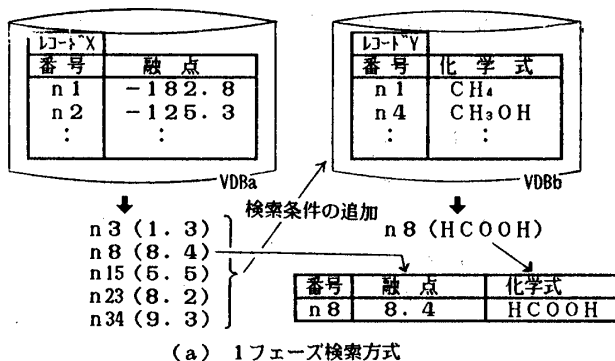 レコードX
番号 融点
n1 -182.8
n2 -125.3
: :
VDBa
レコードY
番号 化学式
n1 CH₄
n4 CH₃OH
: :
VDBb
検索条件の追加
n3(1.3)
n8(8.4)
n15(5.5)
n23(8.2)
n34(9.3)
n8(HCOOH)
番号 融点 化学式
n8 8.4 HCOOH
(a) 1フェーズ検索方式